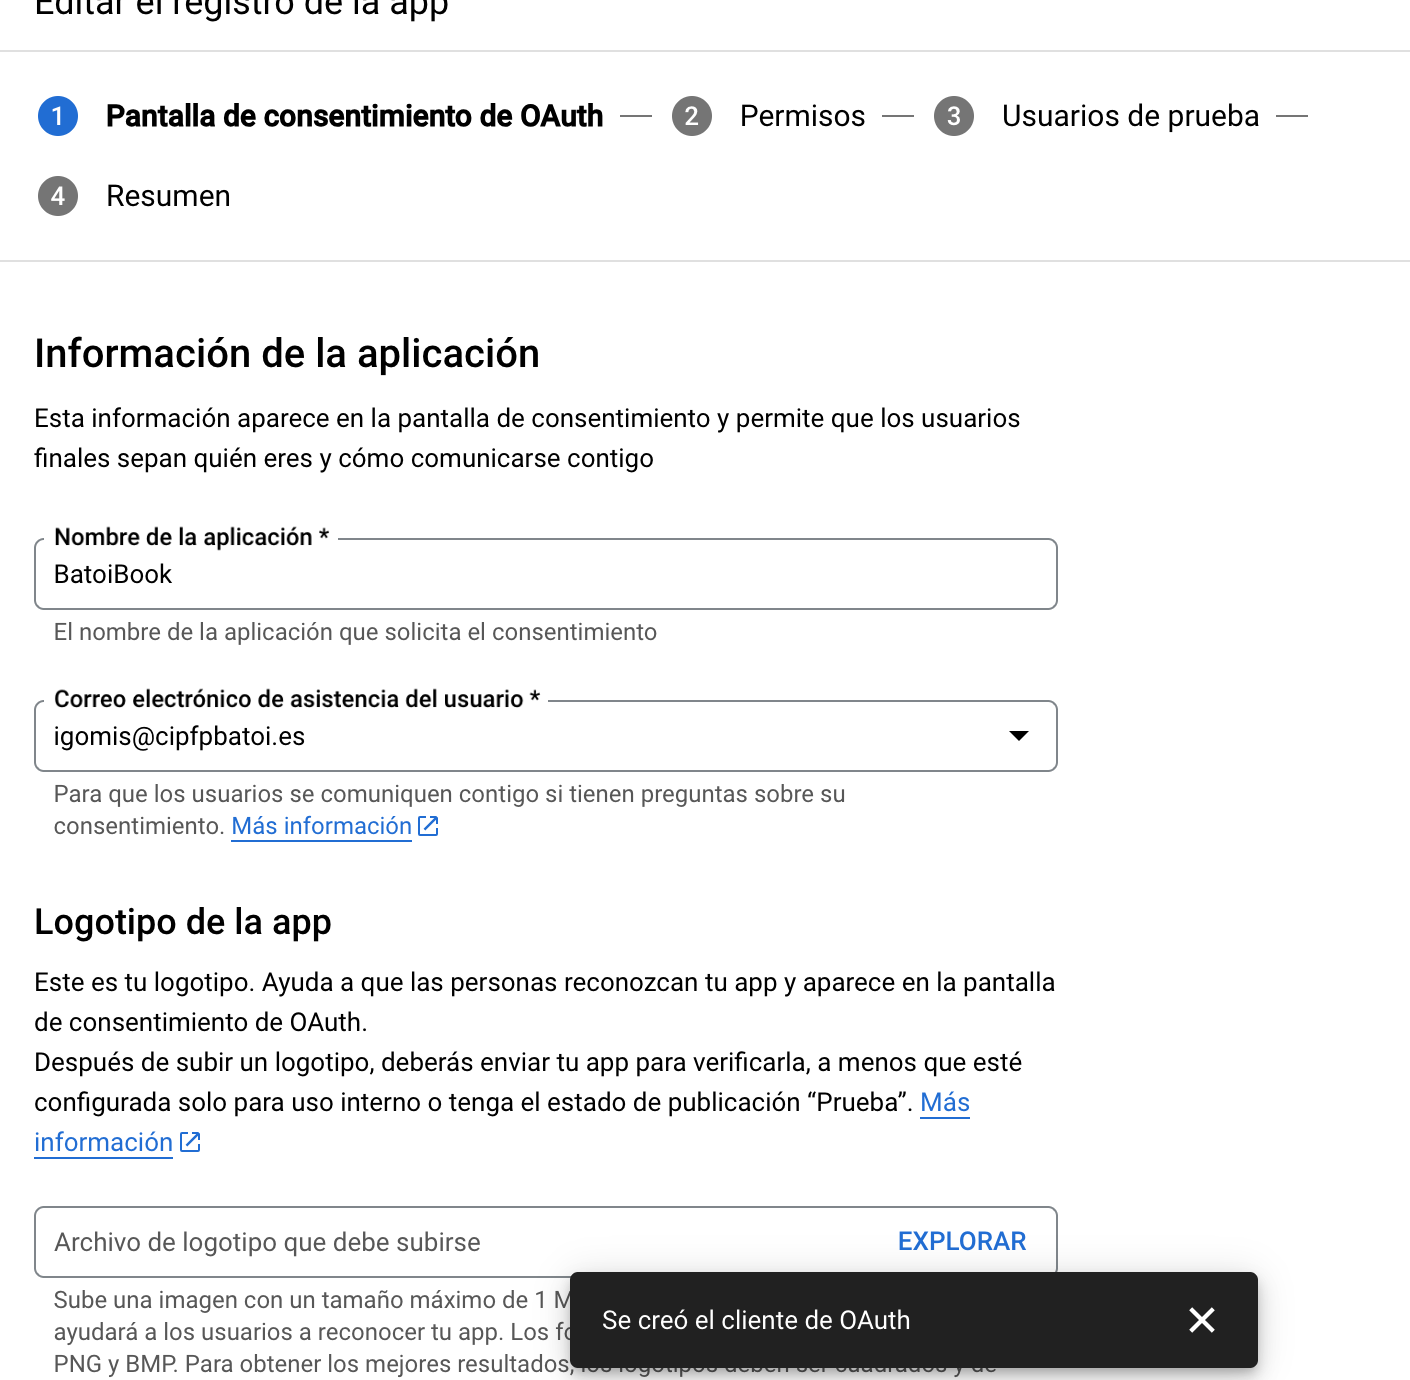 Editar el registro de la app
1 Pantalla de consentimiento de OAuth — 2 Permisos — 3 Usuarios de prueba —
4 Resumen
Información de la aplicación
Esta información aparece en la pantalla de consentimiento y permite que los usuarios
finales sepan quién eres y cómo comunicarse contigo
Nombre de la aplicación *
BatoiBook
El nombre de la aplicación que solicita el consentimiento
Correo electrónico de asistencia del usuario *
igomis@cipfpbatoi.es
Para que los usuarios se comuniquen contigo si tienen preguntas sobre su
consentimiento. Más información
Logotipo de la app
Este es tu logotipo. Ayuda a que las personas reconozcan tu app y aparece en la pantalla
de consentimiento de OAuth.
Después de subir un logotipo, deberás enviar tu app para verificarla, a menos que esté
configurada solo para uso interno o tenga el estado de publicación “Prueba”. Más
información
Archivo de logotipo que debe subirse EXPLORAR
Sube una imagen con un tamaño máximo de 1
ayudará a los usuarios a reconocer tu app. Los
PNG y BMP. Para obtener los mejores resultados, los logotipos deben ser cuadrados y de
Se creó el cliente de OAuth